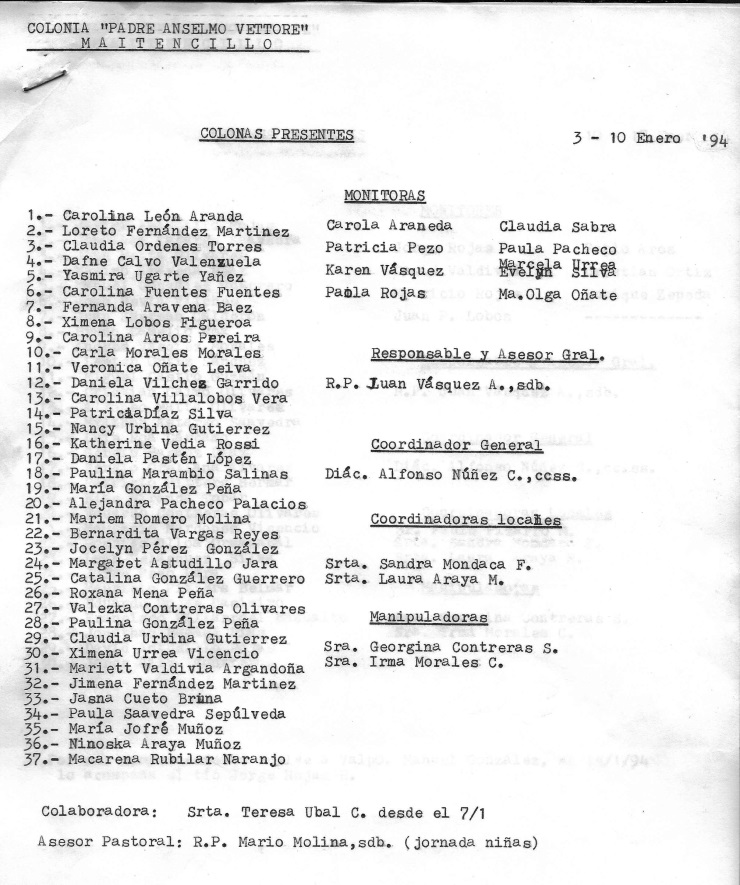 COLONIA "PADRE ANSELMO VETTORE"
MAITENCILLO
COLONAS PRESENTES
3 - 10 Enero '94
1.- Carolina León Aranda
2.- Loreto Fernández Martinez
3.- Claudia Ordenes Torres
4.- Dafne Calvo Valenzuela
5.- Yasmira Ugarte Yañez
6.- Carolina Fuentes Fuentes
7.- Fernanda Aravena Baez
8.- Ximena Lobos Figueroa
9.- Carolina Araos Pereira
10.- Carla Morales Morales
11.- Veronica Oñate Leiva
12.- Daniela Vilchez Garrido
13.- Carolina Villalobos Vera
14.- PatriciaDíaz Silva
15.- Nancy Urbina Gutierrez
16.- Katherine Vedia Rossi
17.- Daniela Pastén López
18.- Paulina Marambio Salinas
19.- María González Peña
20.- Alejandra Pacheco Palacios
21.- Mariem Romero Molina
22.- Bernardita Vargas Reyes
23.- Jocelyn Pérez González
24.- Margaret Astudillo Jara
25.- Catalina González Guerrero
26.- Roxana Mena Peña
27.- Valezka Contreras Olivares
28.- Paulina González Peña
29.- Claudia Urbina Gutierrez
30.- Ximena Urrea Vicencio
31.- Mariett Valdivia Argandoña
32.- Jimena Fernández Martinez
33.- Jasna Cueto Brina
34.- Paula Saavedra Sepúlveda
35.- María Jofré Muñoz
36.- Ninoska Araya Muñoz
37.- Macarena Rubilar Naranjo
MONITORAS
Carola Araneda Claudia Sabra
Patricia Pezo Paula Pacheco
Marcela Urrea
Karen Vásquez Evelyn Silva
Paola Rojas Ma.Olga Oñate
Responsable y Asesor Gral.
R.P. Juan Vásquez A.,sdb.
Coordinador General
Diác. Alfonso Núñez C.,ccss.
Coordinadoras locales
Srta. Sandra Mondaca F.
Srta. Laura Araya M.
Manipuladoras
Sra. Georgina Contreras S.
Sra. Irma Morales C.
Colaboradora: Srta. Teresa Ubal C. desde el 7/1
Asesor Pastoral: R.P. Mario Molina,sdb. (jornada niñas)